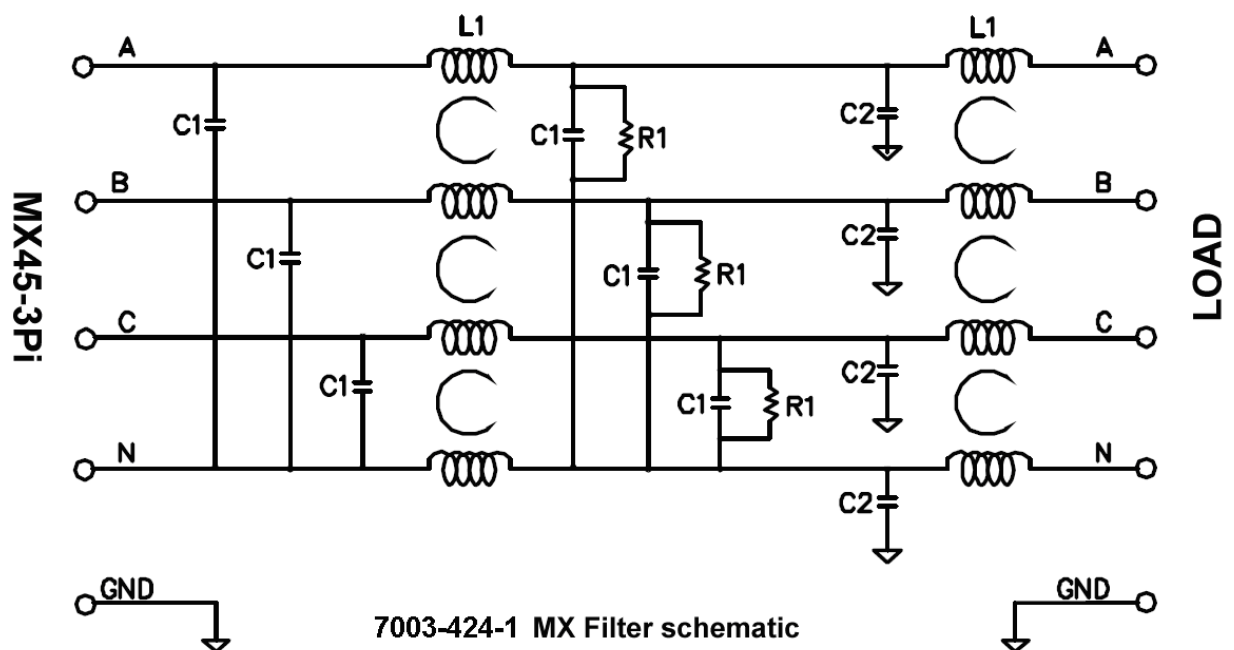 L1
L1
A
A
C1
C1
R1
C2
B
B
C1
C1
R1
C2
MX45-3Pi
LOAD
C
C
C1
C1
R1
C2
N
N
C2
GND
GND
7003-424-1 MX Filter schematic